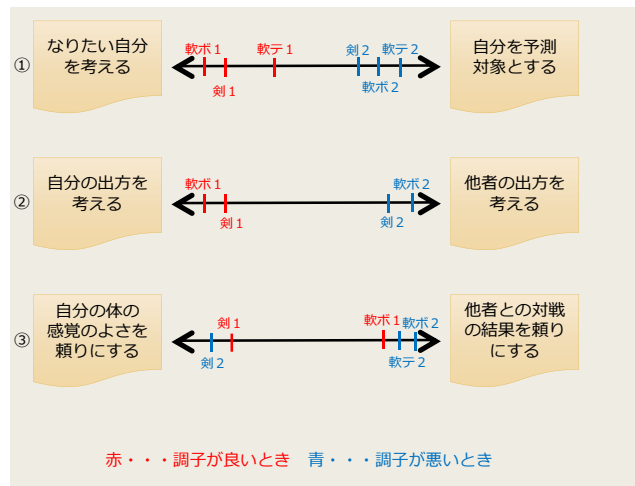 ①
なりたい自分
を考える
軟ボ１
剣１
軟テ１
剣２
軟ボ２
軟テ２
自分を予測
対象とする
②
自分の出方を
考える
軟ボ１
剣１
軟ボ２
剣２
他者の出方を
考える
③
自分の体の
感覚のよさを
頼りにする
剣１
剣２
軟ボ１
軟ボ２
軟テ２
他者との対戦
の結果を頼り
にする
赤・・・調子が良いとき　青・・・調子が悪いとき